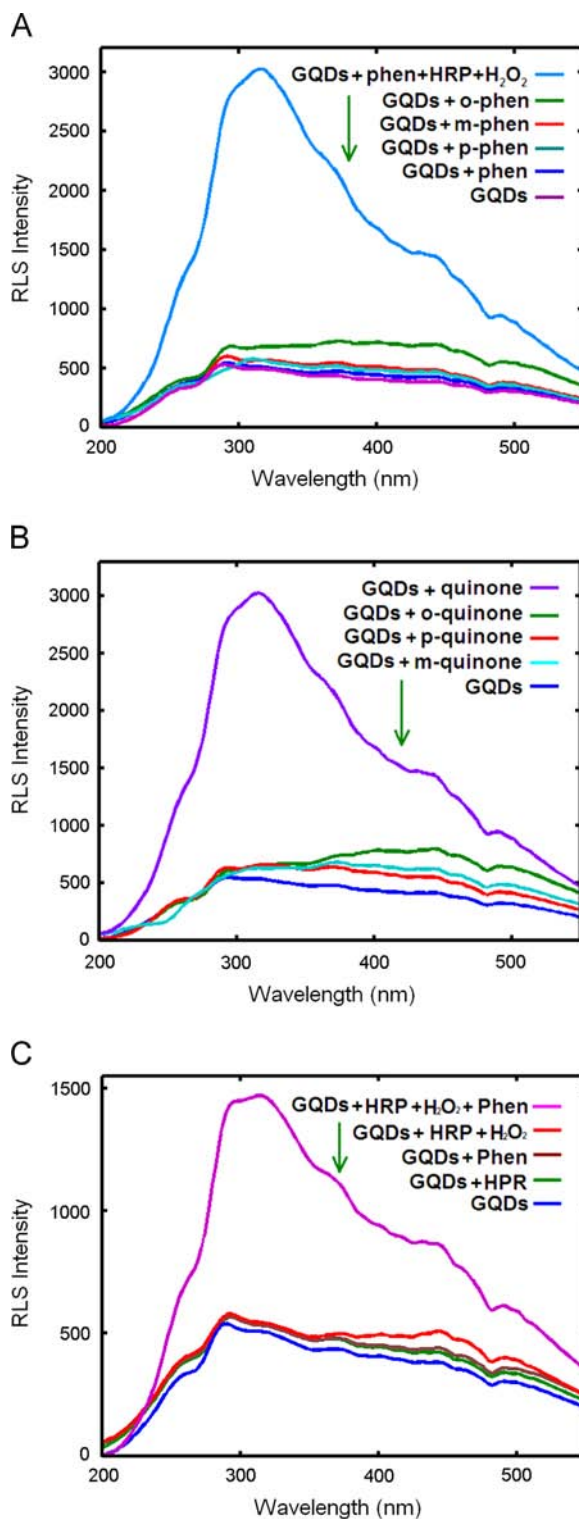 A
GQDs + phen+HRP+H2O2
GQDs + o-phen
GQDs + m-phen
GQDs + p-phen
GQDs + phen
GQDs
3000
2500
2000
1500
1000
500
0
RLS Intensity
200 300 400 500
Wavelength (nm)
B
GQDs + quinone
GQDs + o-quinone
GQDs + p-quinone
GQDs + m-quinone
GQDs
3000
2500
2000
1500
1000
500
0
RLS Intensity
200 300 400 500
Wavelength (nm)
C
GQDs+HRP+H2O2+Phen
GQDs + HRP + H2O2
GQDs + Phen
GQDs + HPR
GQDs
1500
1000
500
0
RLS Intensity
200 300 400 500
Wavelength (nm)